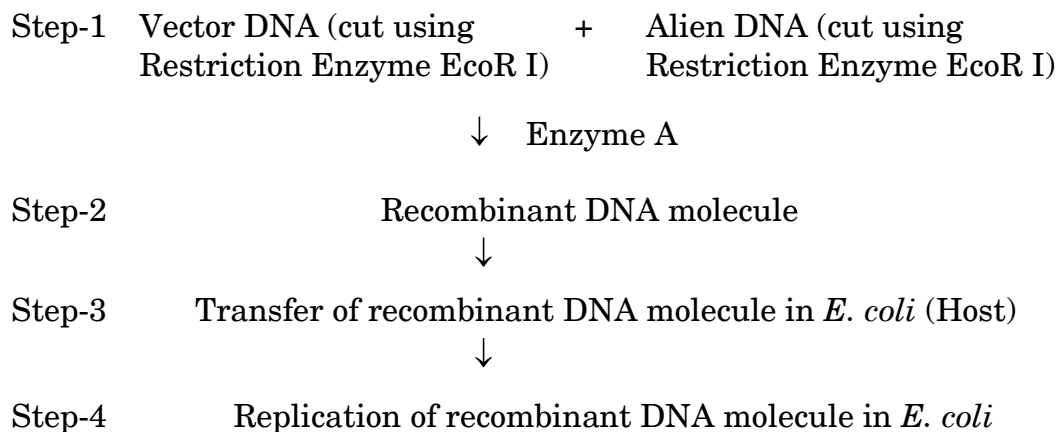 Step-1 Vector DNA (cut using + Alien DNA (cut using
Restriction Enzyme EcoR I) Restriction Enzyme EcoR I)
↓ Enzyme A
Step-2 Recombinant DNA molecule
↓
Step-3 Transfer of recombinant DNA molecule in E. coli (Host)
↓
Step-4 Replication of recombinant DNA molecule in E. coli